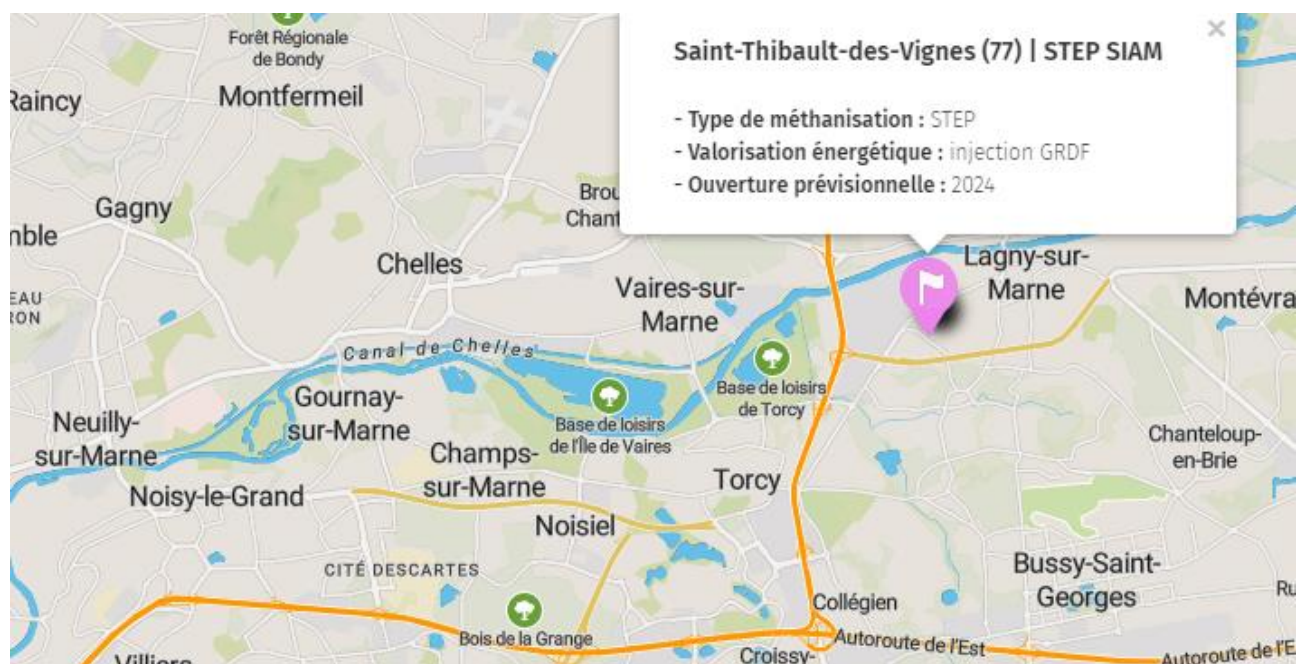 Forêt Régionale
de Bondy
Montfermeil
Raincy
×
Saint-Thibault-des-Vignes (77) | STEP SIAM
- Type de méthanisation : STEP
- Valorisation énergétique : injection GRDF
- Ouverture prévisionnelle : 2024
Gagny
Chelles
Vaires-sur-
Marne
Lagny-sur-
Marne
Canal de Chelles
Base de loisirs
de Torcy
Base de loisirs
de l'Île de Vaires
Gournay-
sur-Marne
Neuilly-
sur-Marne
Champs-
sur-Marne
Chanteloup-
en-Brie
Noisy-le-Grand
Torcy
Noisiel
CITÉ DESCARTES
Bussy-Saint-
Georges
Collégien
Bois de la Grange
Autoroute de l'Est
Croissy-